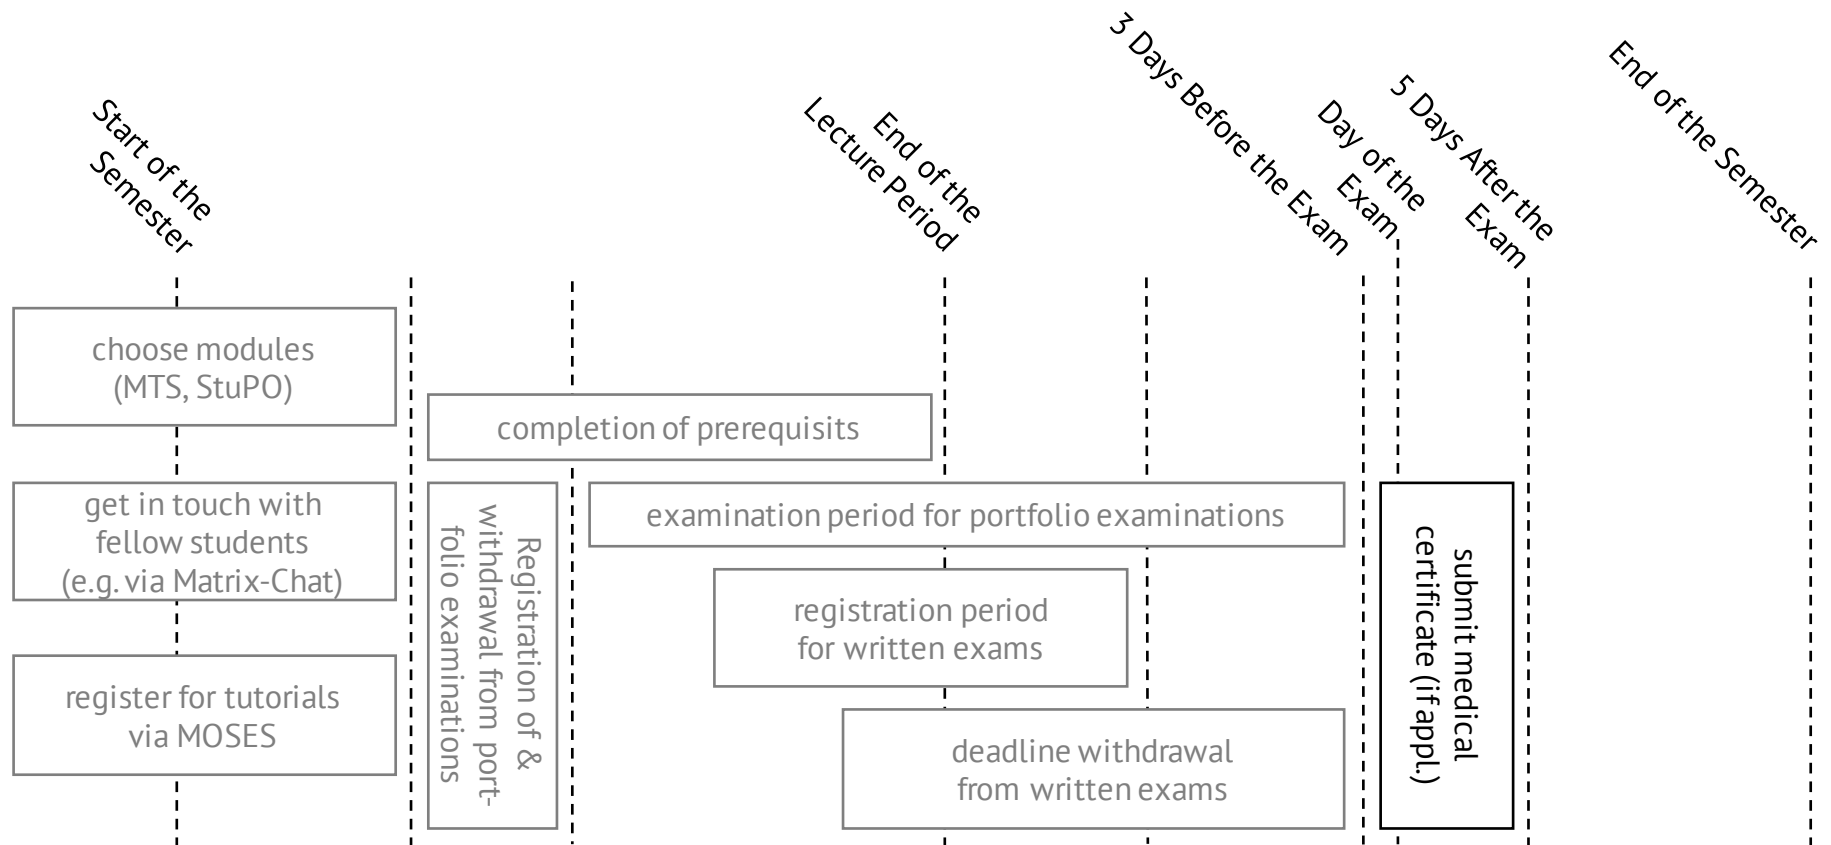 Start of the
Semester
End of the
Lecture Period
3 Days Before the Exam
Day of the
Exam
5 Days After the
Exam
End of the Semester
choose modules
(MTS, StuPO)
completion of prerequisits
get in touch with
fellow students
(e.g. via Matrix-Chat)
Registration of &
withdrawal from port-
folio examinations
examination period for portfolio examinations
registration period
for written exams
submit medical
certificate (if appl.)
register for tutorials
via MOSES
deadline withdrawal
from written exams